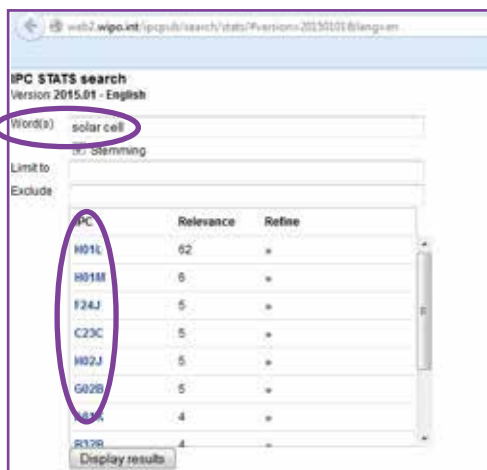 web2.wipo.int/ipcpub/search/stats/#version=20150101&lang=en
IPC STATS search
Version 2015.01 - English
Word(s) solar cell
Stemming
Limit to
Exclude
IPC Relevance Refine
H01L 62 »
H01M 6 »
F24J 5 »
C23C 5 »
H02J 5 »
G02B 5 »
4 »
B32B 4 »
Display results